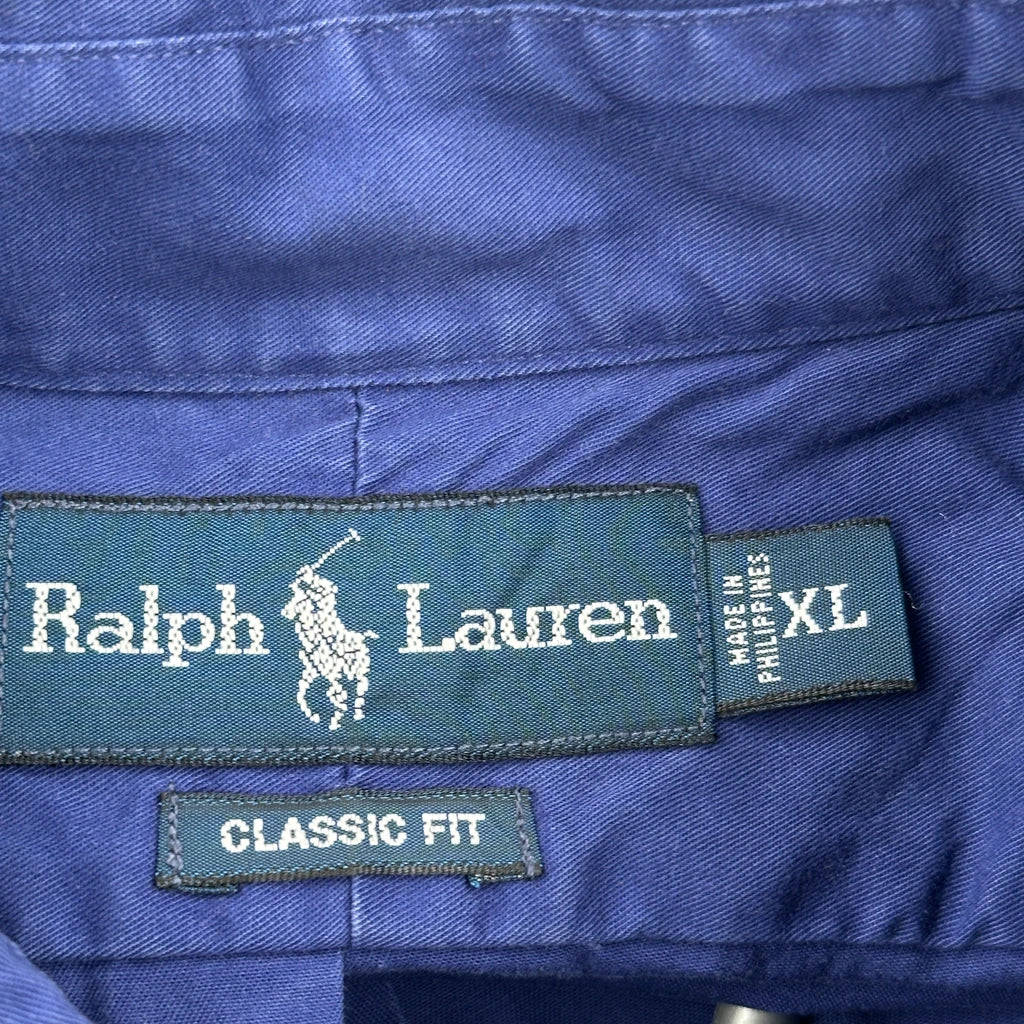 Ralph Lauren
MADE IN
PHILIPPINES
XL
CLASSIC FIT